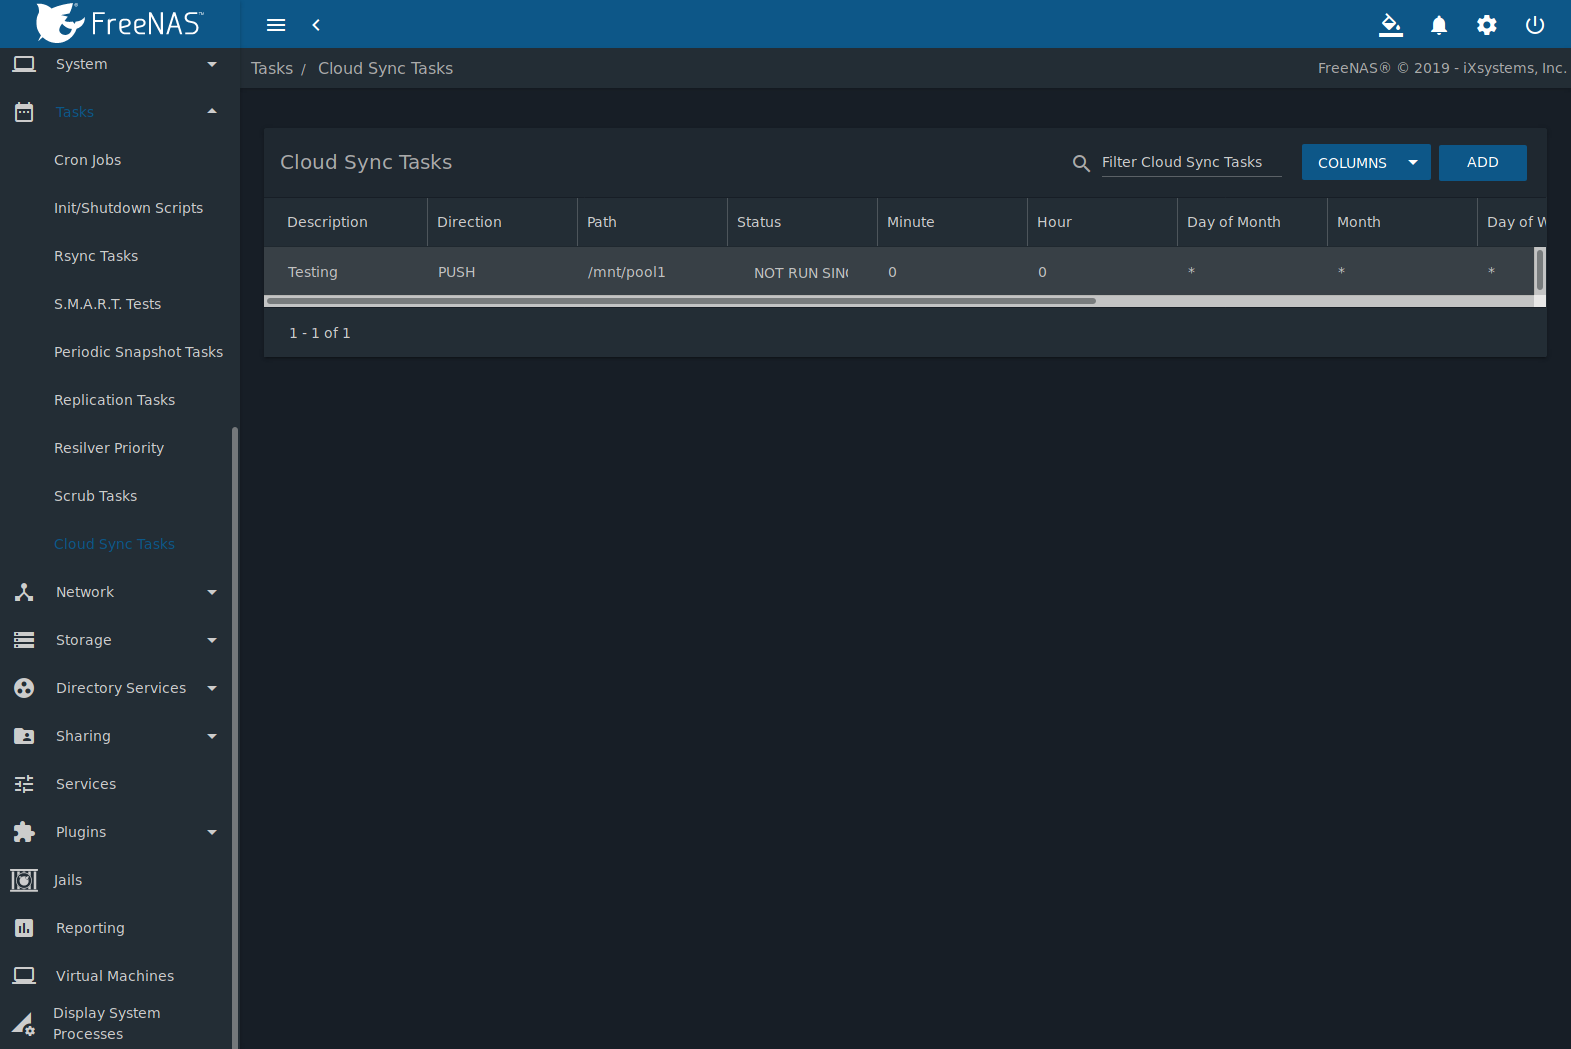 FreeNAS™
System
Tasks
Cron Jobs
Init/Shutdown Scripts
Rsync Tasks
S.M.A.R.T. Tests
Periodic Snapshot Tasks
Replication Tasks
Resilver Priority
Scrub Tasks
Cloud Sync Tasks
Network
Storage
Directory Services
Sharing
Services
Plugins
Jails
Reporting
Virtual Machines
Display System
Processes
Tasks / Cloud Sync Tasks
FreeNAS® © 2019 - iXsystems, Inc.
Cloud Sync Tasks
Filter Cloud Sync Tasks
COLUMNS
ADD
Description Direction Path Status Minute Hour Day of Month Month Day of W
Testing PUSH /mnt/pool1 NOT RUN SINC 0 0 * * *
1 - 1 of 1